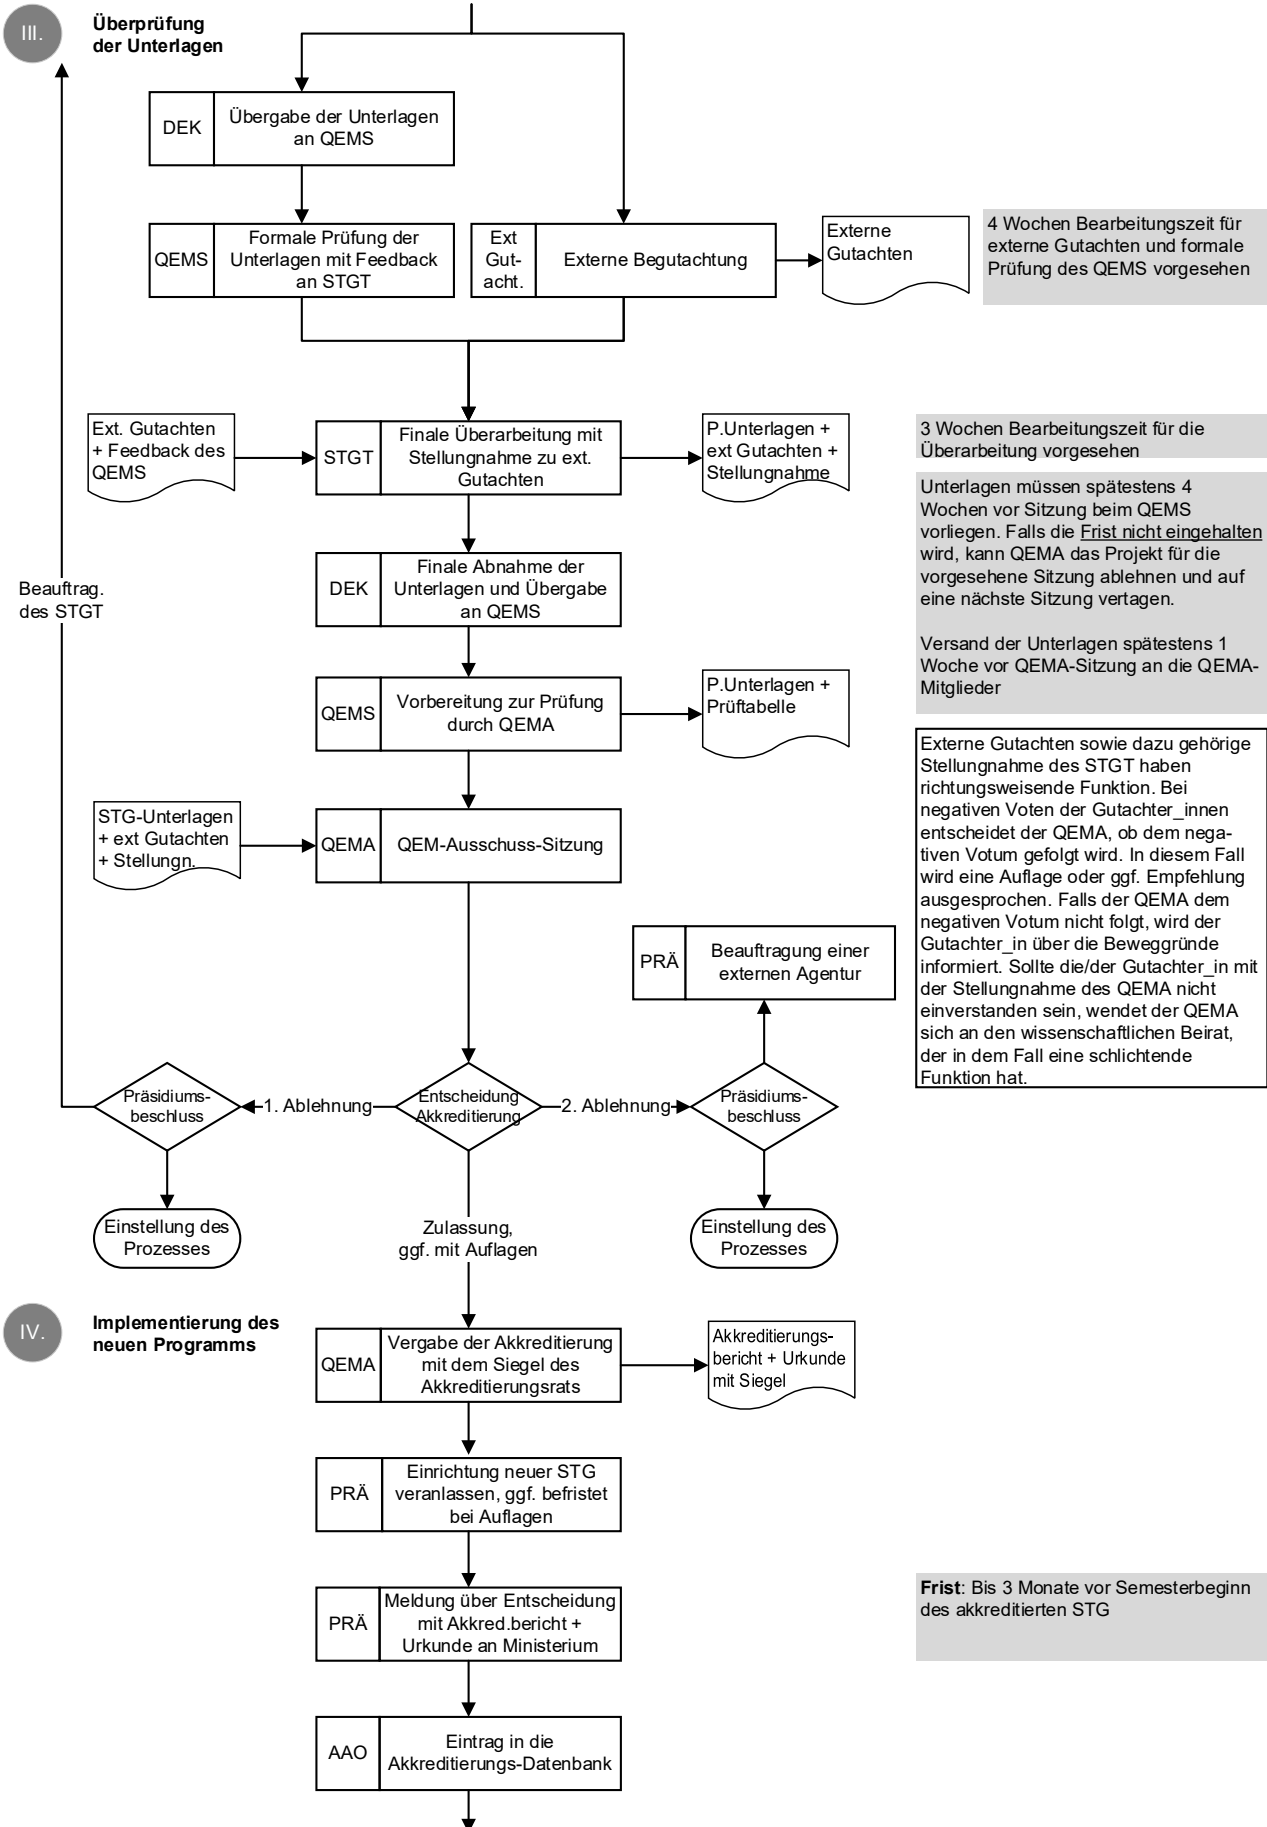 III.
Überprüfung
der Unterlagen
DEK
Übergabe der Unterlagen
an QEMS
QEMS
Formale Prüfung der
Unterlagen mit Feedback
an STGT
Ext
Gut-
acht.
Externe Begutachtung
Externe
Gutachten
4 Wochen Bearbeitungszeit für
externe Gutachten und formale
Prüfung des QEMS vorgesehen
Ext. Gutachten
+ Feedback des
QEMS
STGT
Finale Überarbeitung mit
Stellungnahme zu ext.
Gutachten
P.Unterlagen +
ext Gutachten +
Stellungnahme
3 Wochen Bearbeitungszeit für die
Überarbeitung vorgesehen
Unterlagen müssen spätestens 4
Wochen vor Sitzung beim QEMS
vorliegen. Falls die Frist nicht eingehalten
wird, kann QEMA das Projekt für die
vorgesehene Sitzung ablehnen und auf
eine nächste Sitzung vertagen.
Versand der Unterlagen spätestens 1
Woche vor QEMA-Sitzung an die QEMA-
Mitglieder
Beauftrag.
des STGT
DEK
Finale Abnahme der
Unterlagen und Übergabe
an QEMS
QEMS
Vorbereitung zur Prüfung
durch QEMA
P.Unterlagen +
Prüftabelle
STG-Unterlagen
+ ext Gutachten
+ Stellungn.
QEMA
QEM-Ausschuss-Sitzung
Externe Gutachten sowie dazu gehörige
Stellungnahme des STGT haben
richtungsweisende Funktion. Bei
negativen Voten der Gutachter_innen
entscheidet der QEMA, ob dem nega-
tiven Votum gefolgt wird. In diesem Fall
wird eine Auflage oder ggf. Empfehlung
ausgesprochen. Falls der QEMA dem
negativen Votum nicht folgt, wird der
Gutachter_in über die Beweggründe
informiert. Sollte die/der Gutachter_in mit
der Stellungnahme des QEMA nicht
einverstanden sein, wendet der QEMA
sich an den wissenschaftlichen Beirat,
der in dem Fall eine schlichtende
Funktion hat.
PRÄ
Beauftragung einer
externen Agentur
Präsidiums-
beschluss
1. Ablehnung
Entscheidung
Akkreditierung
2. Ablehnung
Präsidiums-
beschluss
Einstellung des
Prozesses
Zulassung,
ggf. mit Auflagen
Einstellung des
Prozesses
IV.
Implementierung des
neuen Programms
QEMA
Vergabe der Akkreditierung
mit dem Siegel des
Akkreditierungsrats
Akkreditierungs-
bericht + Urkunde
mit Siegel
PRÄ
Einrichtung neuer STG
veranlassen, ggf. befristet
bei Auflagen
PRÄ
Meldung über Entscheidung
mit Akkred.bericht +
Urkunde an Ministerium
Frist: Bis 3 Monate vor Semesterbeginn
des akkreditierten STG
AAO
Eintrag in die
Akkreditierungs-Datenbank